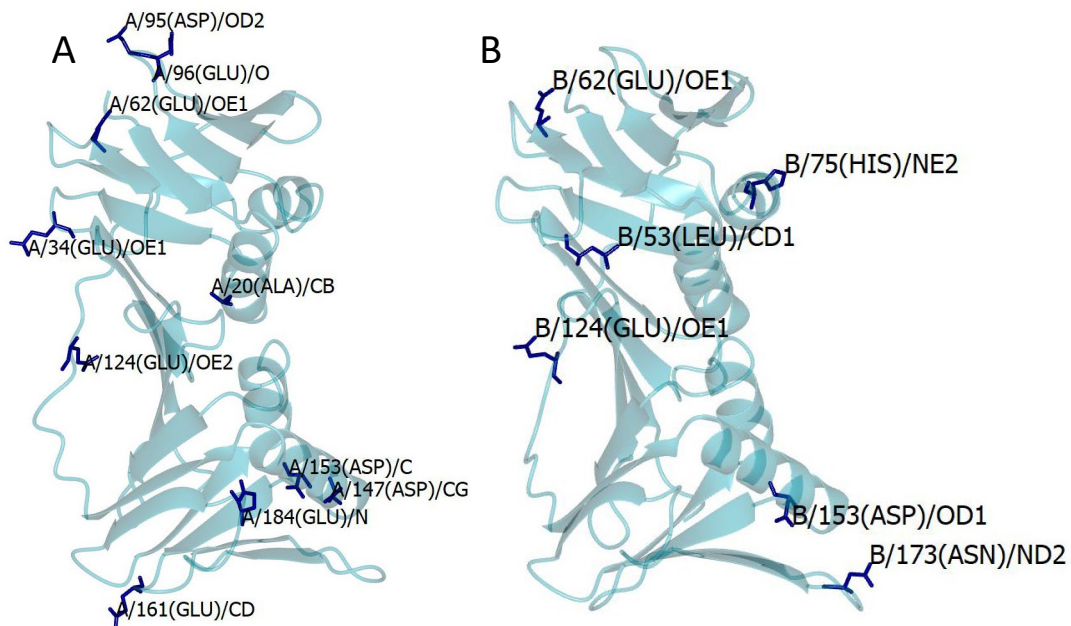 A
A/95(ASP)/OD2
A/96(GLU)/O
A/62(GLU)/OE1
A/34(GLU)/OE1
A/20(ALA)/CB
A/124(GLU)/OE2
A/153(ASP)/C
A/147(ASP)/CG
A/184(GLU)/N
A/161(GLU)/CD
B
B/62(GLU)/OE1
B/75(HIS)/NE2
B/53(LEU)/CD1
B/124(GLU)/OE1
B/153(ASP)/OD1
B/173(ASN)/ND2